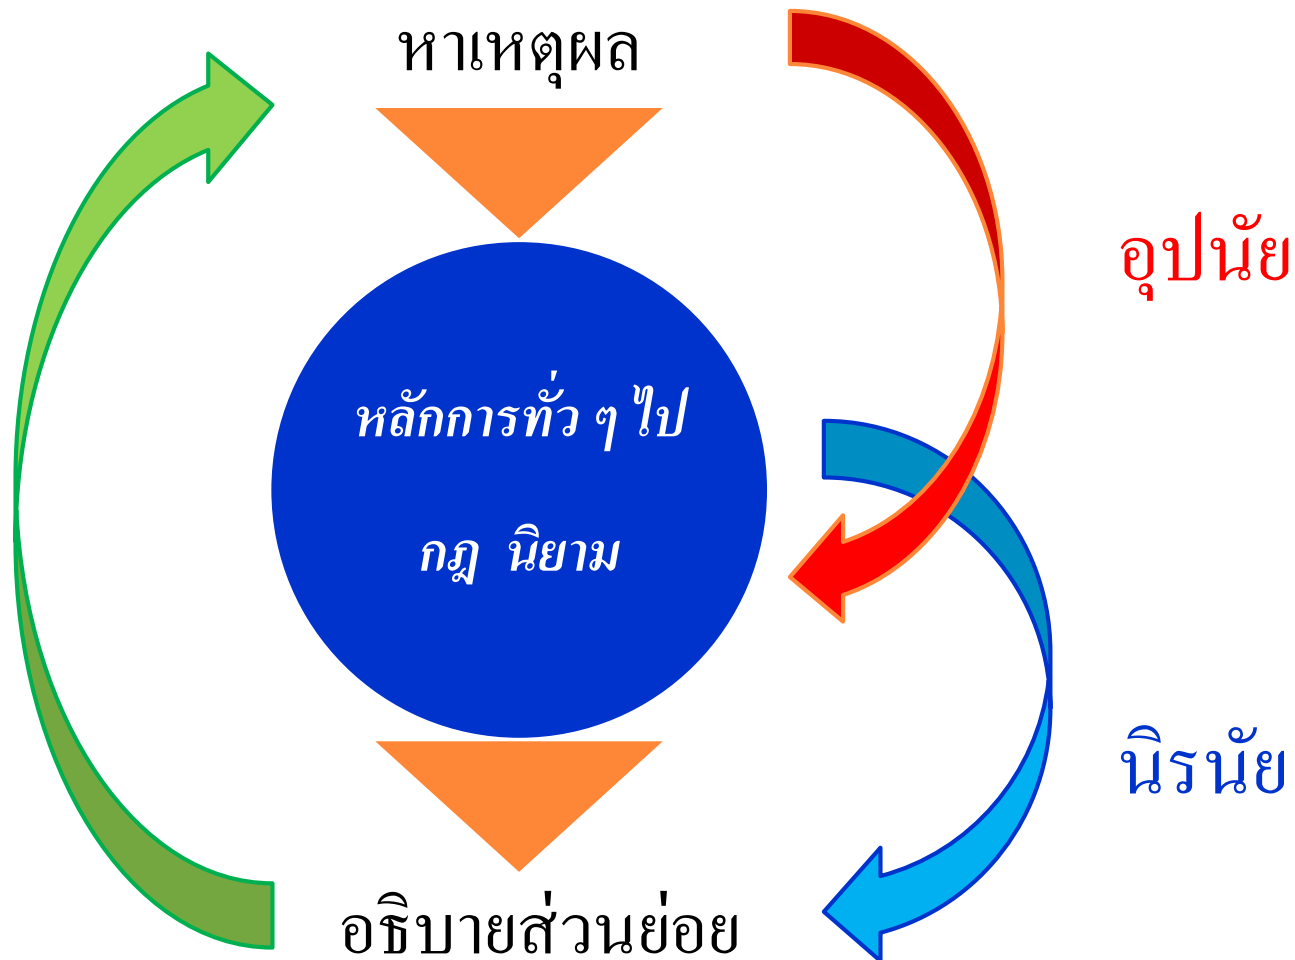 หาเหตุผล
อุปนัย
หลักการทั่ว ๆ ไป
กฎ นิยาม
นิรนัย
อธิบายส่วนย่อย